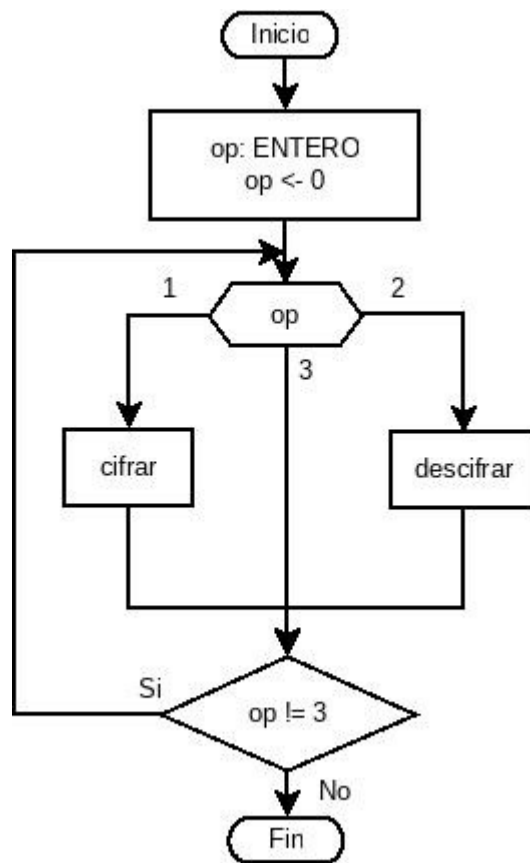 Inicio
op: ENTERO
op <- 0
1
2
op
3
cifrar
descifrar
Si
op != 3
No
Fin